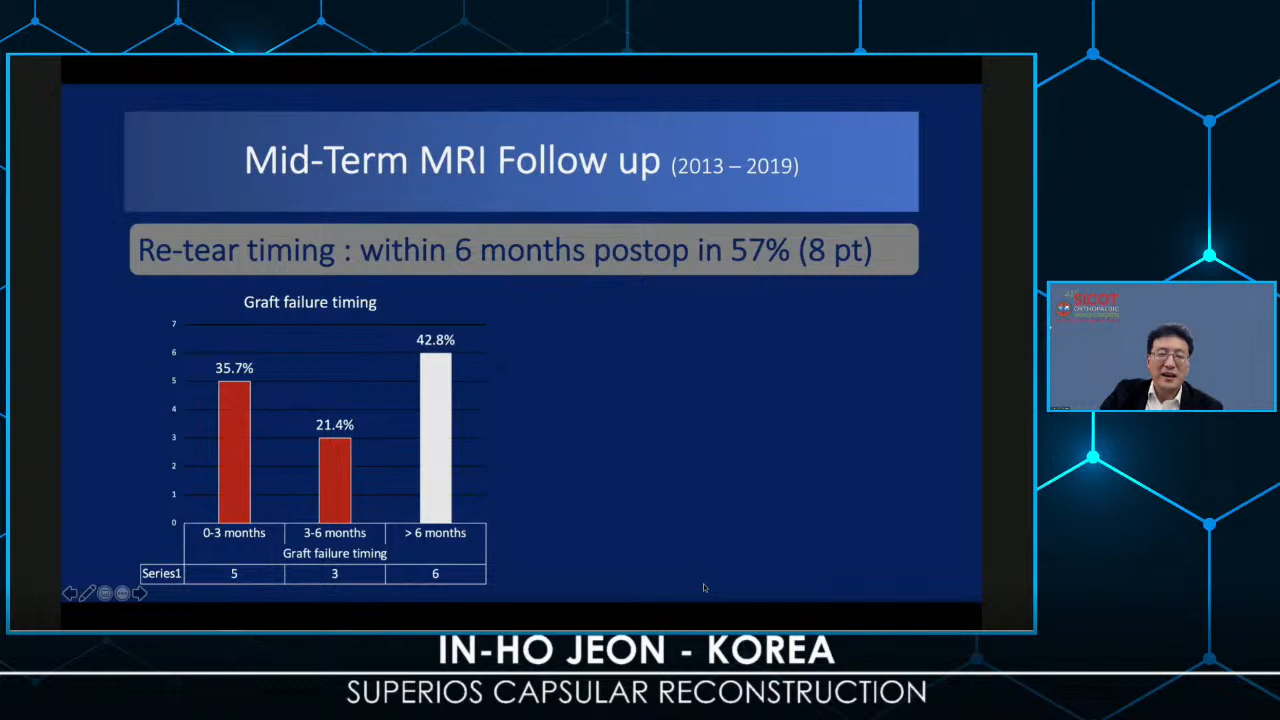 Mid-Term MRI Follow up (2013 – 2019)
Re-tear timing : within 6 months postop in 57% (8 pt)
Graft failure timing
7
6
5
4
3
2
1
0
35.7%
21.4%
42.8%
0-3 months 3-6 months > 6 months
Graft failure timing
Series1 5 3 6
SICOT
ORTHOPAEDIC
IN-HO JEON - KOREA
SUPERIOS CAPSULAR RECONSTRUCTION